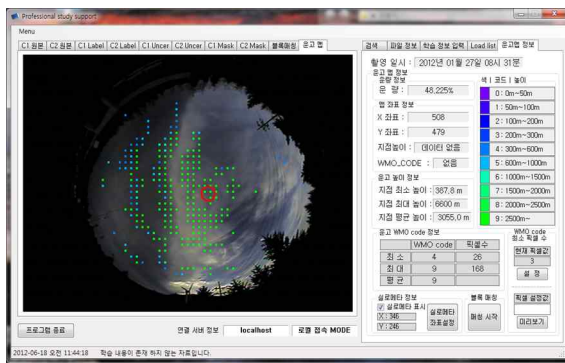 Professional study support
Menu
C1 원본 C2 원본 C1 Label C2 Label C1 Uncer C2 Uncer C1 Mask C2 Mask 블록매칭 운고 맵
검색 파일 정보 학습 정보 입력 Load list 운고맵 정보
촬영 일시 : 2012년 01월 27일 08시 31분
운고 맵 정보
운량 정보
운 량 : 48.225%
맵 좌표 정보
X 좌표 : 508
Y 좌표 : 479
지점높이 : 데이터 없음
WMO_CODE : 없음
운고 높이 정보
지점 최소 높이 : 387,8 m
지점 최대 높이 : 6600 m
지점 평균 높이 : 3055,0 m
색 | 코드 | 높이
0 : 0m~50m
1 : 50m~100m
2 : 100m~200m
3 : 200m~300m
4 : 300m~600m
5 : 600m~1000m
6 : 1000m~1500m
7 : 1500m~2000m
8 : 2000m~2500m
9 : 2500m~
운고 WMO code 정보
WMO code 픽셀수
최 소 4 26
최 대 9 168
평 균 9
WMO code
최소 픽셀 수
현재 픽셀값
3
설 정
실로메타 정보
실로메타 표시
X : 346
Y : 246
실로메타
좌표설정
블록 매칭
매칭 시작
픽셀 설정값
미리보기
프로그램 종료
연결 서버 정보 localhost 로컬 접속 MODE
2012-06-18 오전 11:44:18 학습 내용이 존재 하지 않는 자료입니다.